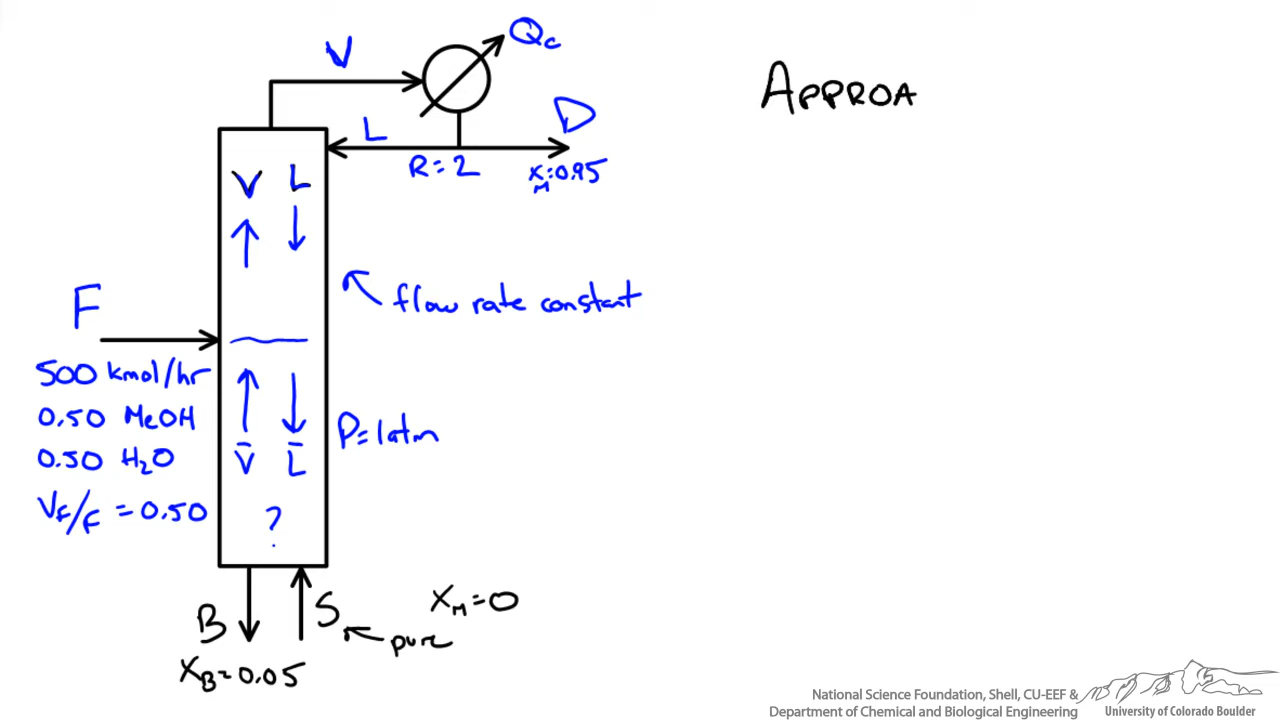 APPROA
V
Qc
L
D
R=2
xM=0.95
V L
flow rate constant
F
500 kmol/hr
0.50 MeOH
0.50 H2O
VF/F = 0.50
P=1atm
V̄ L̄
?
B
S
xM=0
pure
xB=0.05
National Science Foundation, Shell, CU-EEF &
Department of Chemical and Biological Engineering
University of Colorado Boulder